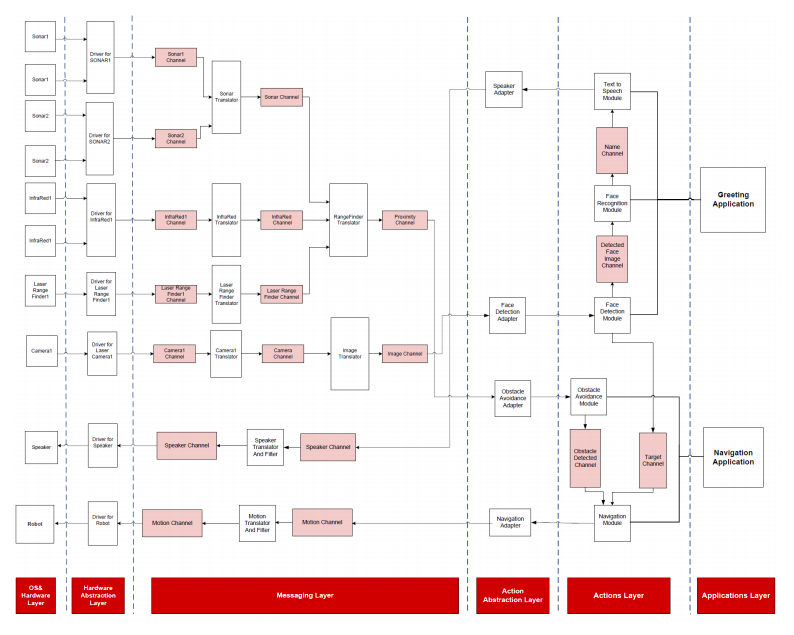 Sonar1
Sonar1
Sonar2
Sonar2
InfraRed1
InfraRed1
Laser
Range
Finder1
Camera1
Speaker
Robot
Driver for
SONAR1
Driver for
SONAR2
Driver for
InfraRed1
Driver for
Laser
Range
Finder1
Driver for
Laser
Camera1
Driver for
Speaker
Driver for
Robot
Sonar1
Channel
Sonar2
Channel
InfraRed1
Channel
Laser Range
Finder1
Channel
Camera1
Channel
Speaker Channel
Motion Channel
Sonar
Translator
InfraRed
Translator
Laser
Range
Finder
Translator
Camera1
Translator
Speaker
Translator
And Filler
Motion
Translator
And Filler
Sonar Channel
InfraRed
Channel
Laser Range
Finder Channel
Camera
Channel
Speaker Channel
Motion Channel
RangeFinder
Translator
Image
Translator
Proximity
Channel
Image Channel
Speaker
Adapter
Face
Detection
Adapter
Obstacle
Avoidance
Adapter
Navigation
Adapter
Text to
Speech
Module
Name
Channel
Face
Recognition
Module
Detected
Face
Image
Channel
Face
Detection
Module
Obstacle
Avoidance
Module
Obstacle
Detected
Channel
Target
Channel
Navigation
Module
Greeting
Application
Navigation
Application
OS&
Hardware
Layer
Hardware
Abstraction
Layer
Messaging Layer
Action
Abstraction Layer
Actions Layer
Applications Layer